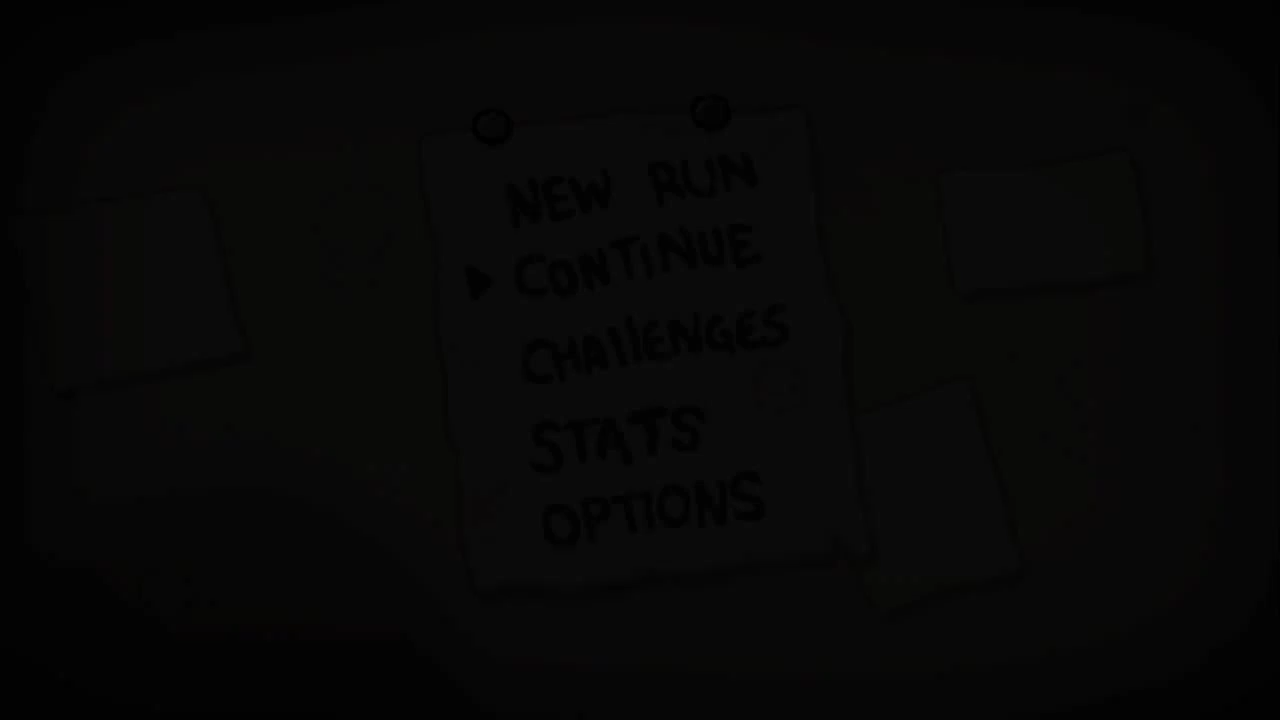 NEW RUN
CONTINUE
CHAllENGES
STATS
OPTIONS